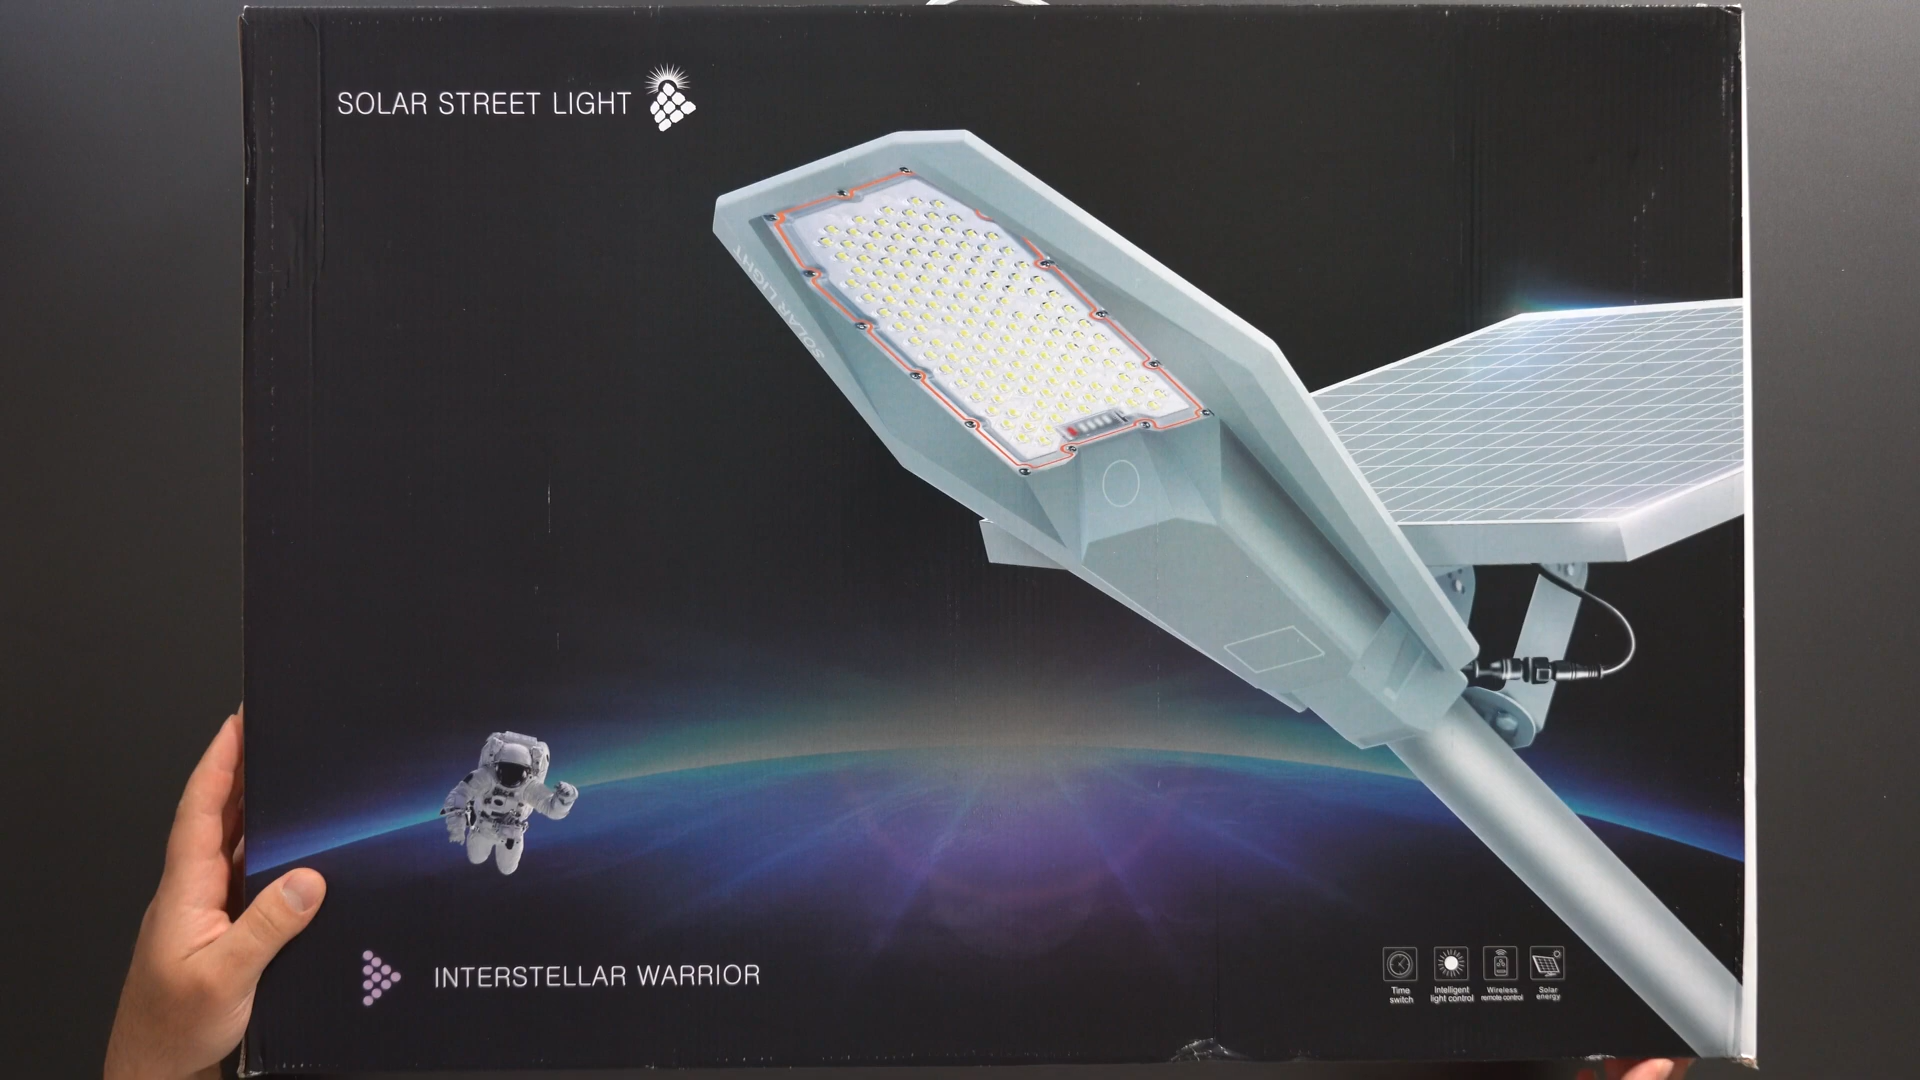 SOLAR STREET LIGHT
SOLAR LIGHT
INTERSTELLAR WARRIOR
Time
switch
Intelligent
light control
Wireless
remote control
Solar
energy